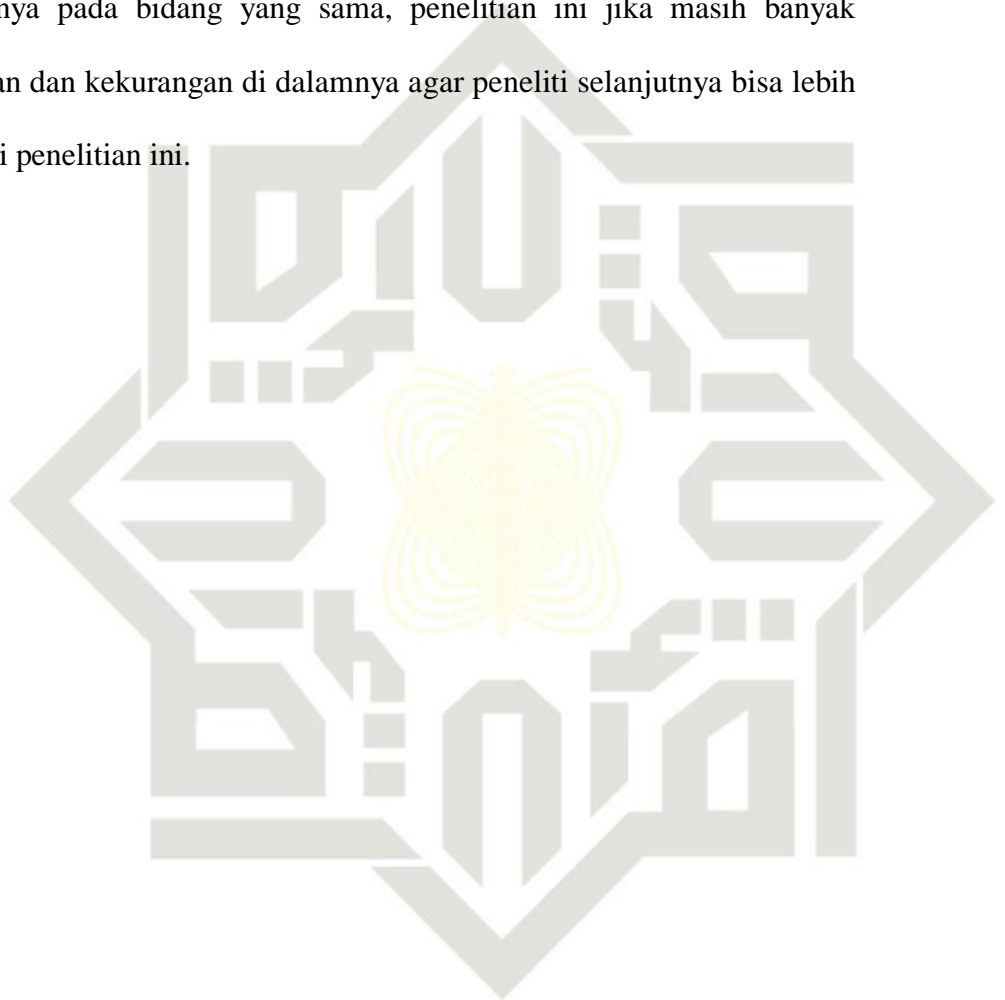 nya pada bidang yang sama, penelitian ini jika masih banyak
an dan kekurangan di dalamnya agar peneliti selanjutnya bisa lebih
i penelitian ini.